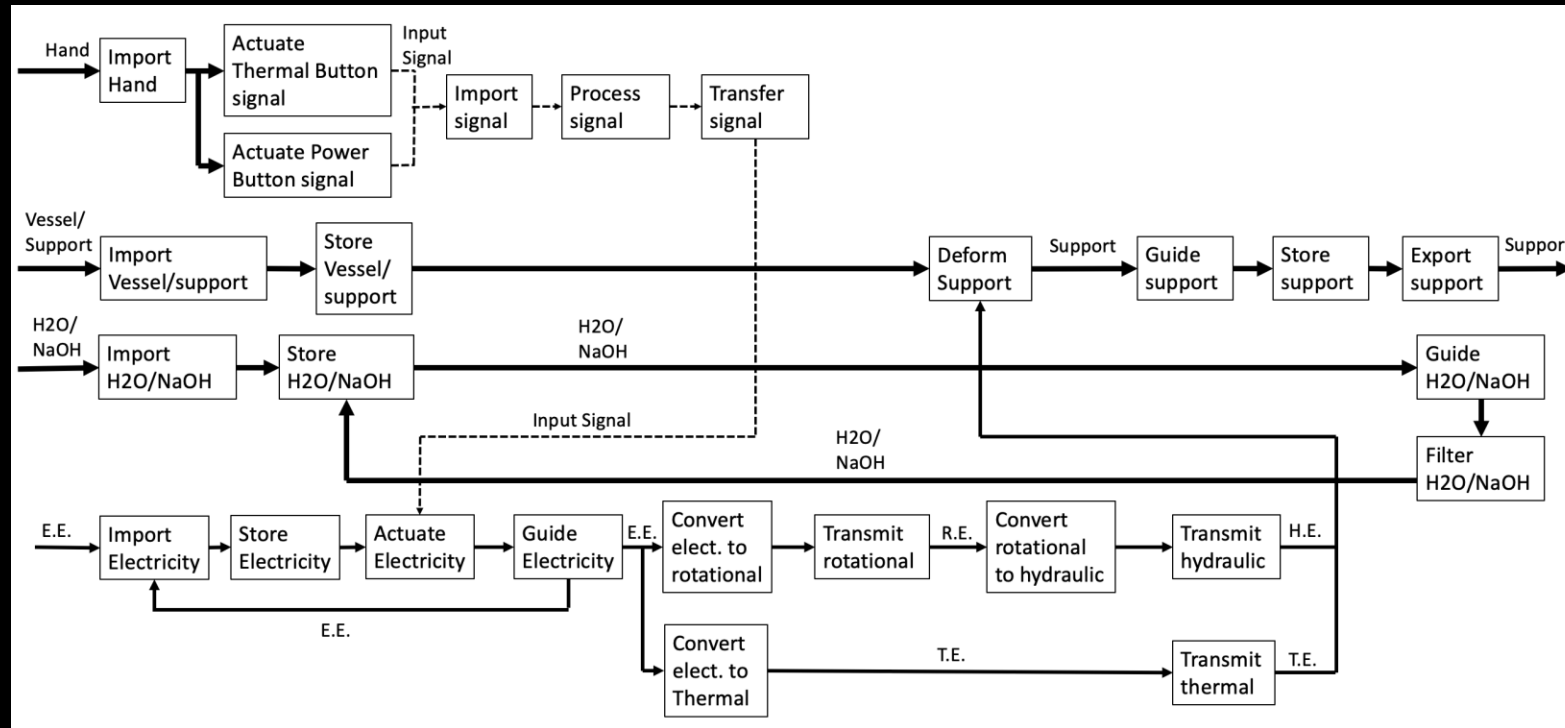 Hand
Import
Hand
Actuate
Thermal Button
signal
Input
Signal
Actuate Power
Button signal
Import
signal
Process
signal
Transfer
signal
Vessel/
Support
Import
Vessel/support
Store
Vessel/
support
Deform
Support
Support
Guide
support
Store
support
Export
support
Suppor
H2O/
NaOH
Import
H2O/NaOH
Store
H2O/NaOH
H2O/
NaOH
Guide
H2O/NaOH
Input Signal
H2O/
NaOH
Filter
H2O/NaOH
E.E.
Import
Electricity
Store
Electricity
Actuate
Electricity
Guide
Electricity
E.E.
Convert
elect. to
rotational
Transmit
rotational
R.E.
Convert
rotational
to hydraulic
Transmit
hydraulic
H.E.
E.E.
Convert
elect. to
Thermal
T.E.
Transmit
thermal
T.E.